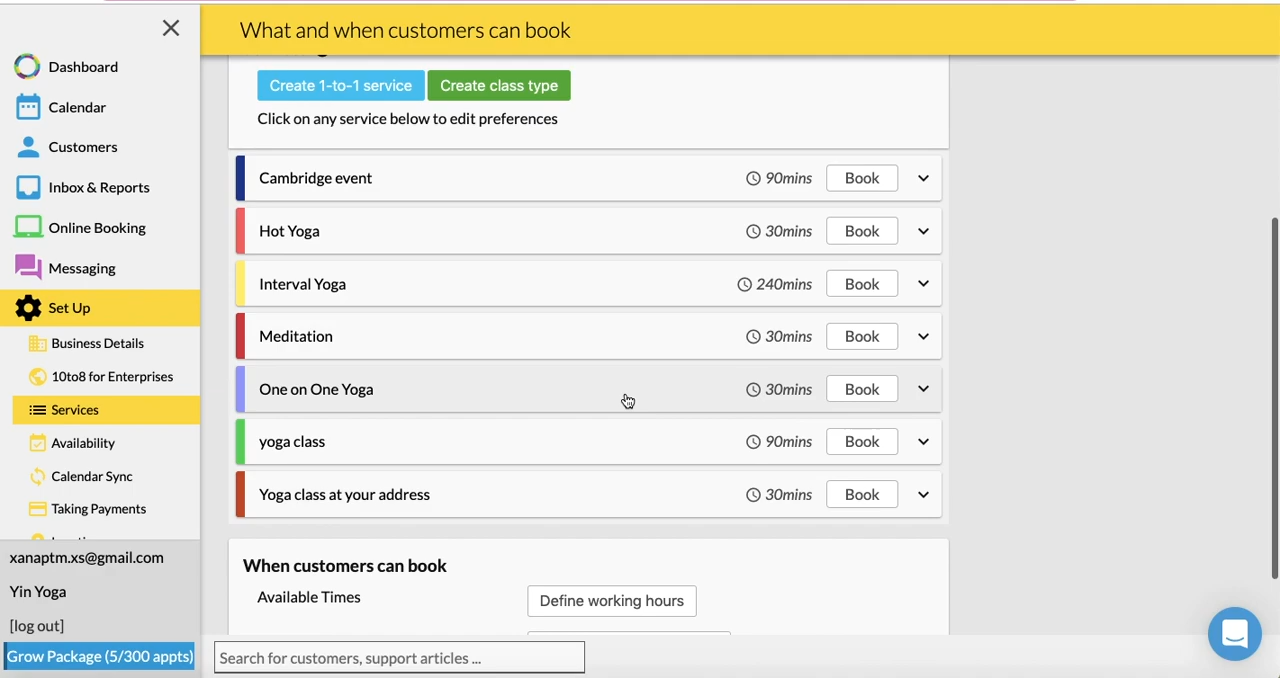 What and when customers can book
Dashboard
Calendar
Customers
Inbox & Reports
Online Booking
Messaging
Set Up
Business Details
10to8 for Enterprises
Services
Availability
Calendar Sync
Taking Payments
xanaptm.xs@gmail.com
Yin Yoga
[log out]
Grow Package (5/300 appts)
Create 1-to-1 service Create class type
Click on any service below to edit preferences
Cambridge event 90mins Book
Hot Yoga 30mins Book
Interval Yoga 240mins Book
Meditation 30mins Book
One on One Yoga 30mins Book
yoga class 90mins Book
Yoga class at your address 30mins Book
When customers can book
Available Times Define working hours
Search for customers, support articles ...